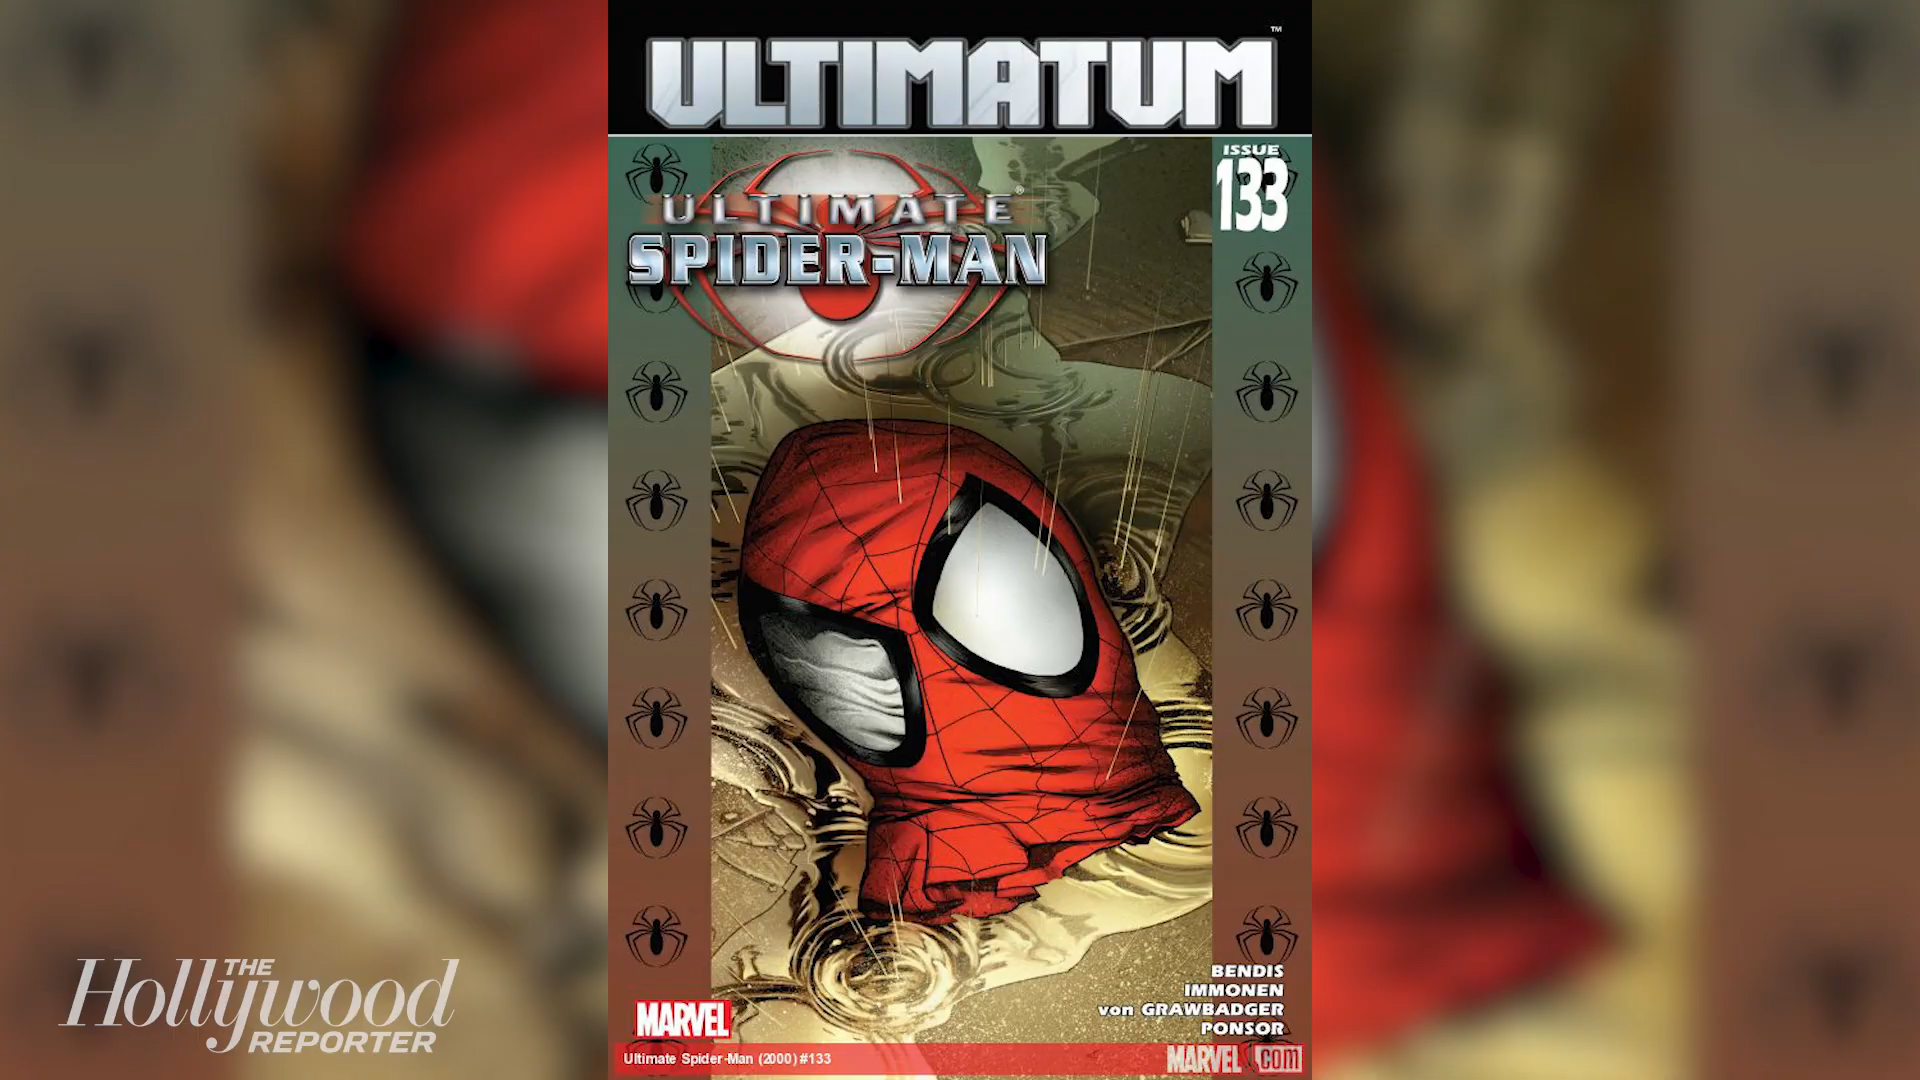 ULTIMATUM™
ISSUE
133
ULTIMATE®
SPIDER-MAN
BENDIS
IMMONEN
von GRAWBADGER
PONSOR
MARVEL
Ultimate Spider-Man (2000) #133
MARVEL.COM
THE
Hollywood
REPORTER